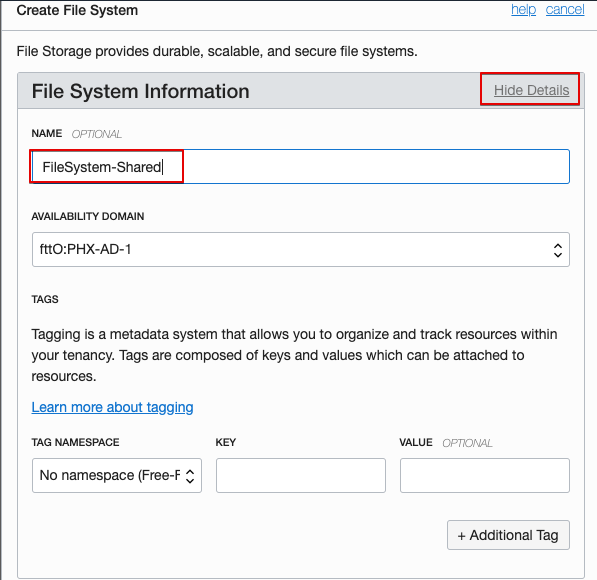 Create File System help cancel
File Storage provides durable, scalable, and secure file systems.
File System Information Hide Details
NAME OPTIONAL
FileSystem-Shared
AVAILABILITY DOMAIN
fttO:PHX-AD-1
TAGS
Tagging is a metadata system that allows you to organize and track resources within
your tenancy. Tags are composed of keys and values which can be attached to
resources.
Learn more about tagging
TAG NAMESPACE KEY VALUE OPTIONAL
No namespace (Free-F
+ Additional Tag